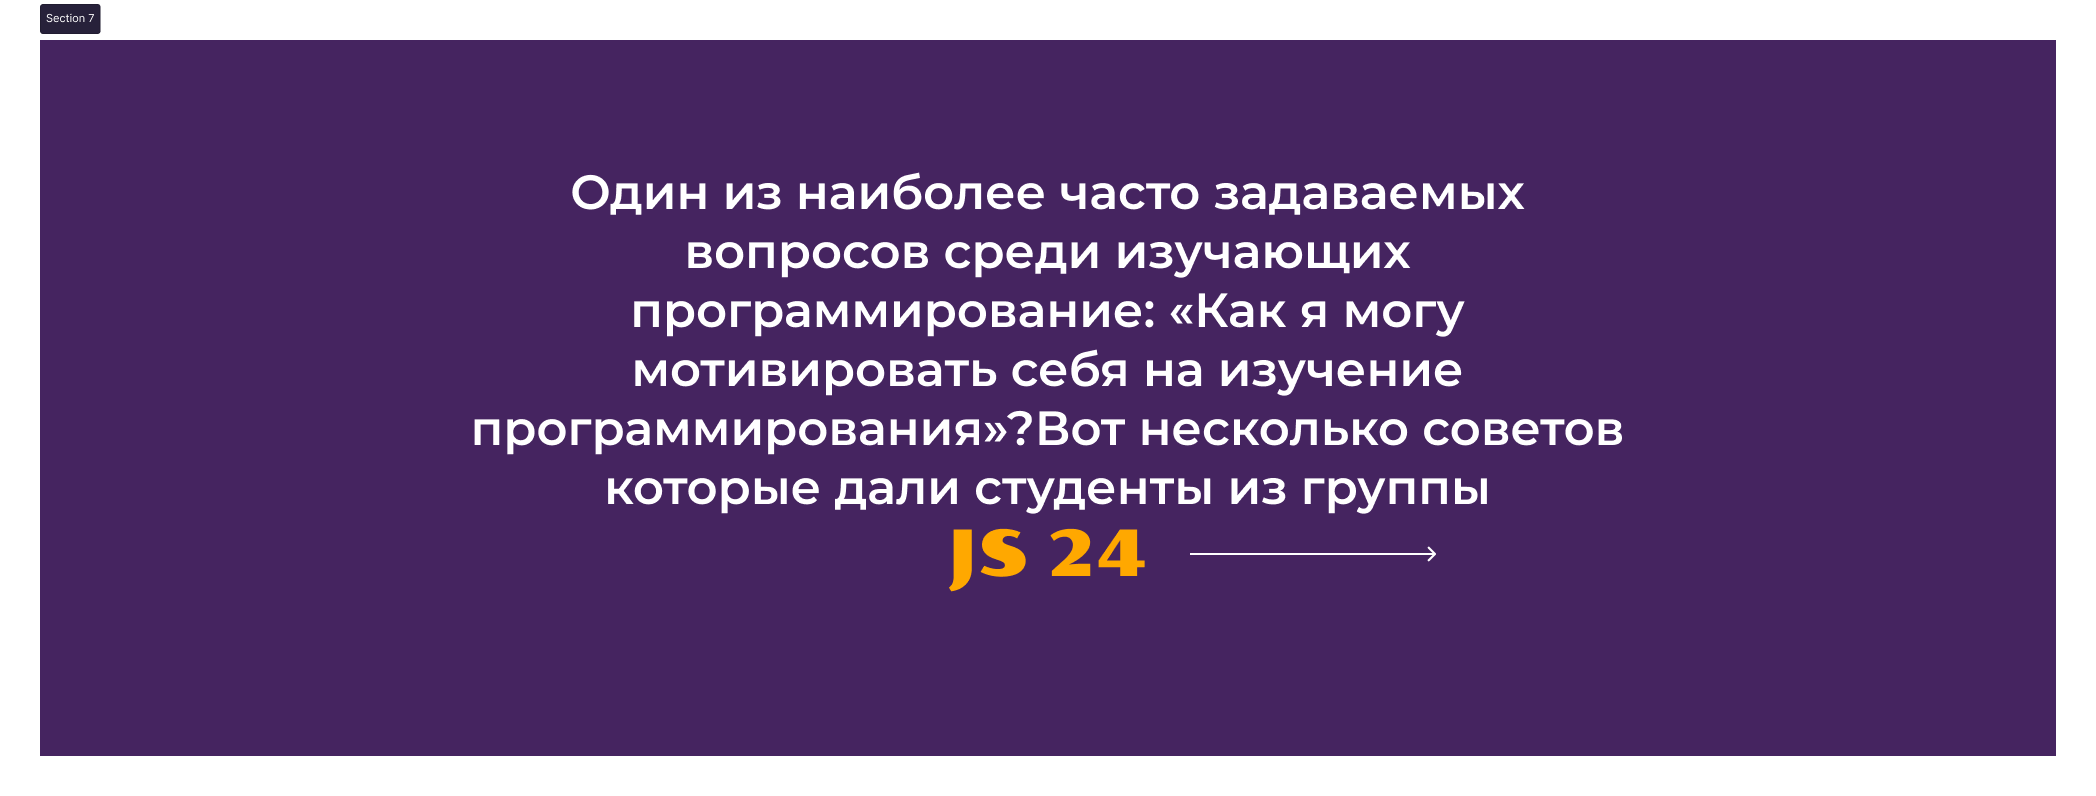 Section 7
Один из наиболее часто задаваемых
вопросов среди изучающих
программирование: «Как я могу
мотивировать себя на изучение
программирования»?Вот несколько советов
которые дали студенты из группы
JS 24